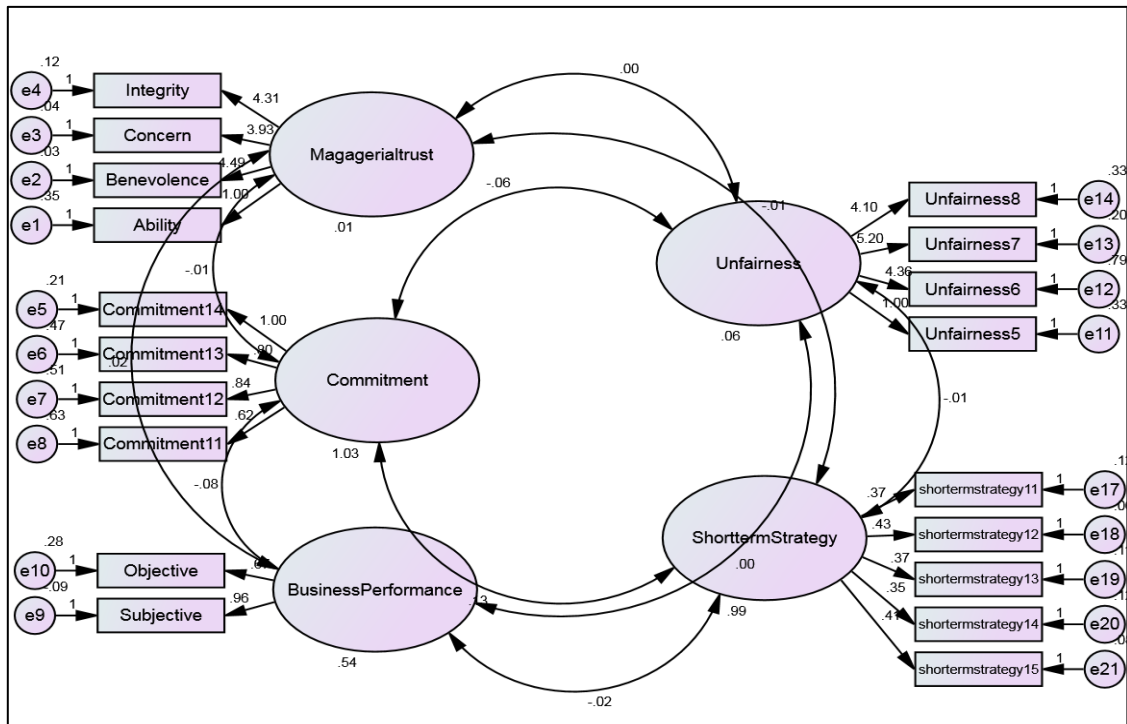 .12
e4 1 Integrity
.04
e3 1 Concern
.03
e2 1 Benevolence
.35
e1 1 Ability
4.31
3.93
4.49
1.00
Magagerialtrust
.01
.00
-.06
-.01
-.01
.21
e5 1 Commitment14
.47
e6 1 Commitment13
.51
e7 1 Commitment12
.63
e8 1 Commitment11
.02
1.00
.84
.62
Commitment
1.03
-.08
.28
e10 1 Objective
.09
e9 1 Subjective
.96
BusinessPerformance
.54
Unfairness
.06
4.10
5.20
4.36
1.00
.33
Unfairness8 1 e14
.20
Unfairness7 1 e13
.79
Unfairness6 1 e12
.33
Unfairness5 1 e11
-.01
ShorttermStrategy
.00
.99
-.02
.37
.43
.37
.35
.41
shortermstrategy11 1 e17
shortermstrategy12 1 e18
shortermstrategy13 1 e19
shortermstrategy14 1 e20
shortermstrategy15 1 e21